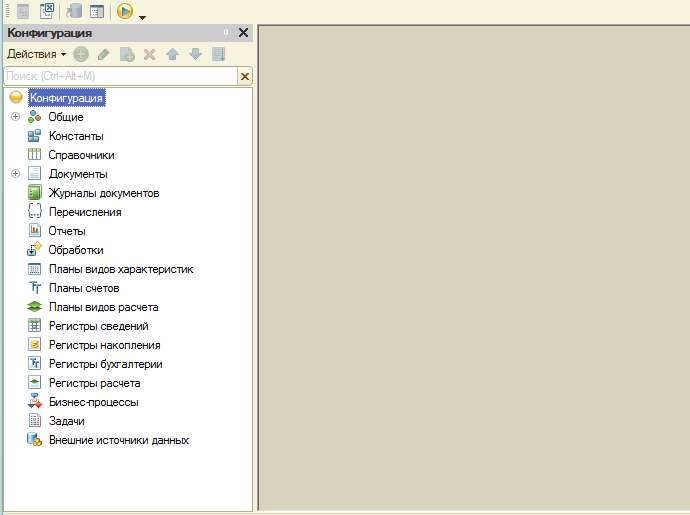 Конфигурация
Действия
Поиск (Ctrl+Alt+M)
Конфигурация
Общие
Константы
Справочники
Документы
Журналы документов
Перечисления
Отчеты
Обработки
Планы видов характеристик
Планы счетов
Планы видов расчета
Регистры сведений
Регистры накопления
Регистры бухгалтерии
Регистры расчета
Бизнес-процессы
Задачи
Внешние источники данных